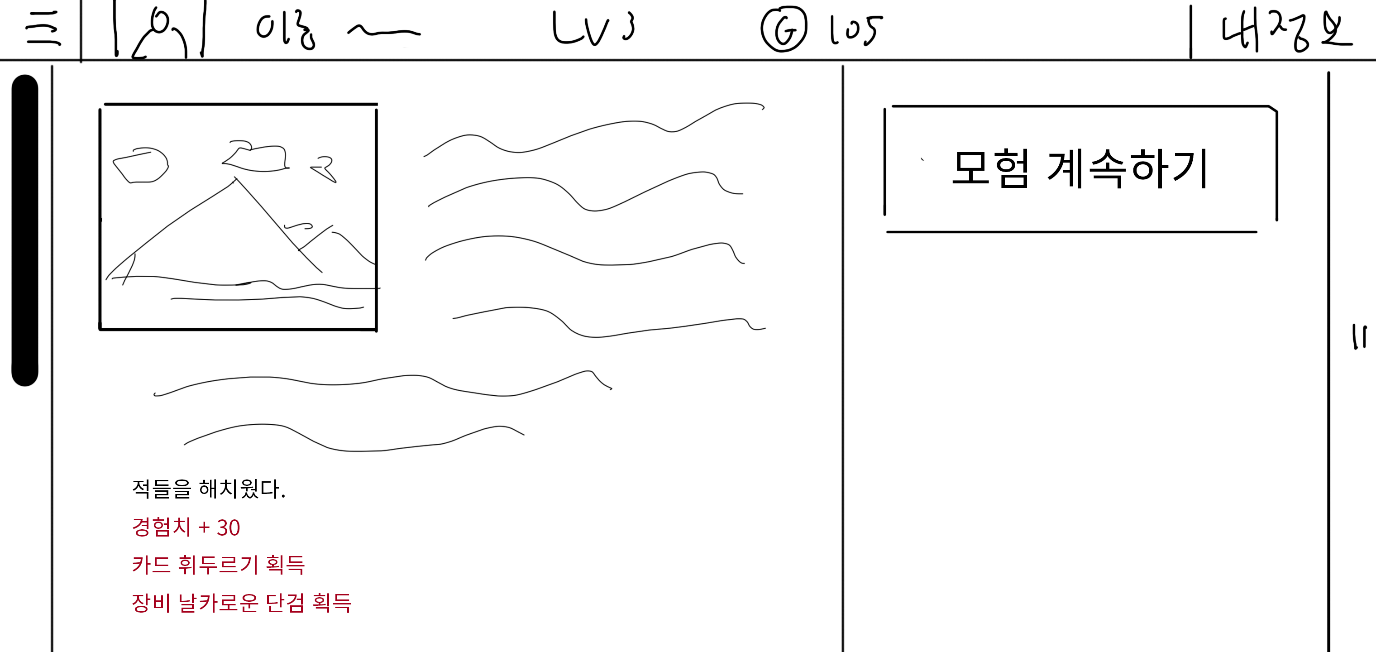 이름 LV 3 G 105 내정보
모험 계속하기
적들을 해치웠다.
경험치 + 30
카드 휘두르기 획득
장비 날카로운 단검 획득